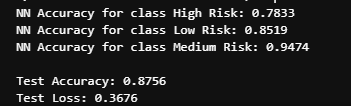 NN Accuracy for class High Risk: 0.7833
NN Accuracy for class Low Risk: 0.8519
NN Accuracy for class Medium Risk: 0.9474
Test Accuracy: 0.8756
Test Loss: 0.3676